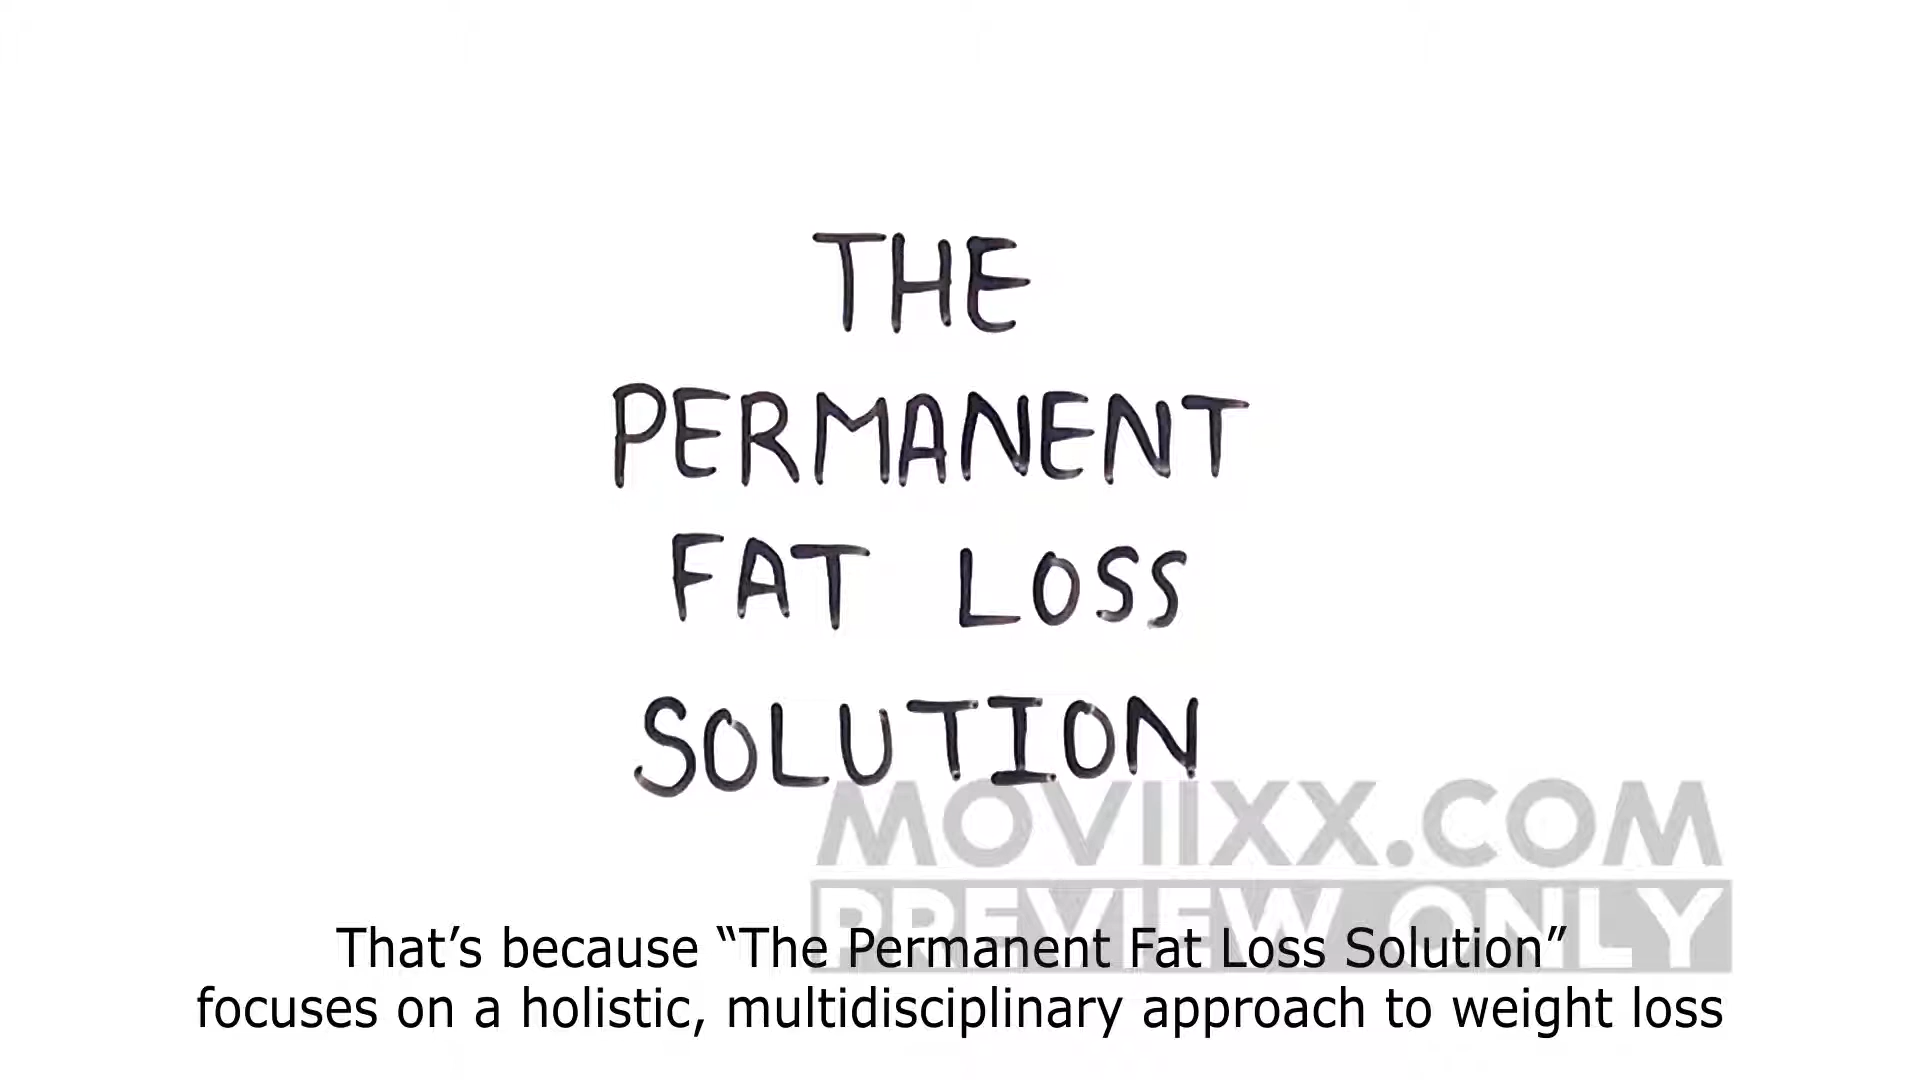 THE
PERMANENT
FAT LOSS
SOLUTION
MOVIIXX.COM
PREVIEW ONLY
That’s because “The Permanent Fat Loss Solution”
focuses on a holistic, multidisciplinary approach to weight loss